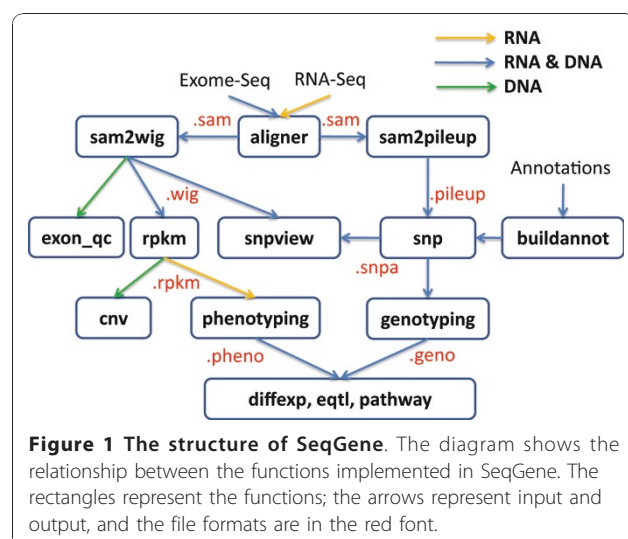 RNA
RNA & DNA
DNA
Exome-Seq
RNA-Seq
sam2wig
.sam
aligner
.sam
sam2pileup
.wig
.pileup
Annotations
exon_qc
rpkm
snpview
snp
buildannot
.snpa
.rpkm
cnv
phenotyping
genotyping
.pheno
.geno
diffexp, eqtl, pathway
Figure 1 The structure of SeqGene. The diagram shows the
relationship between the functions implemented in SeqGene. The
rectangles represent the functions; the arrows represent input and
output, and the file formats are in the red font.